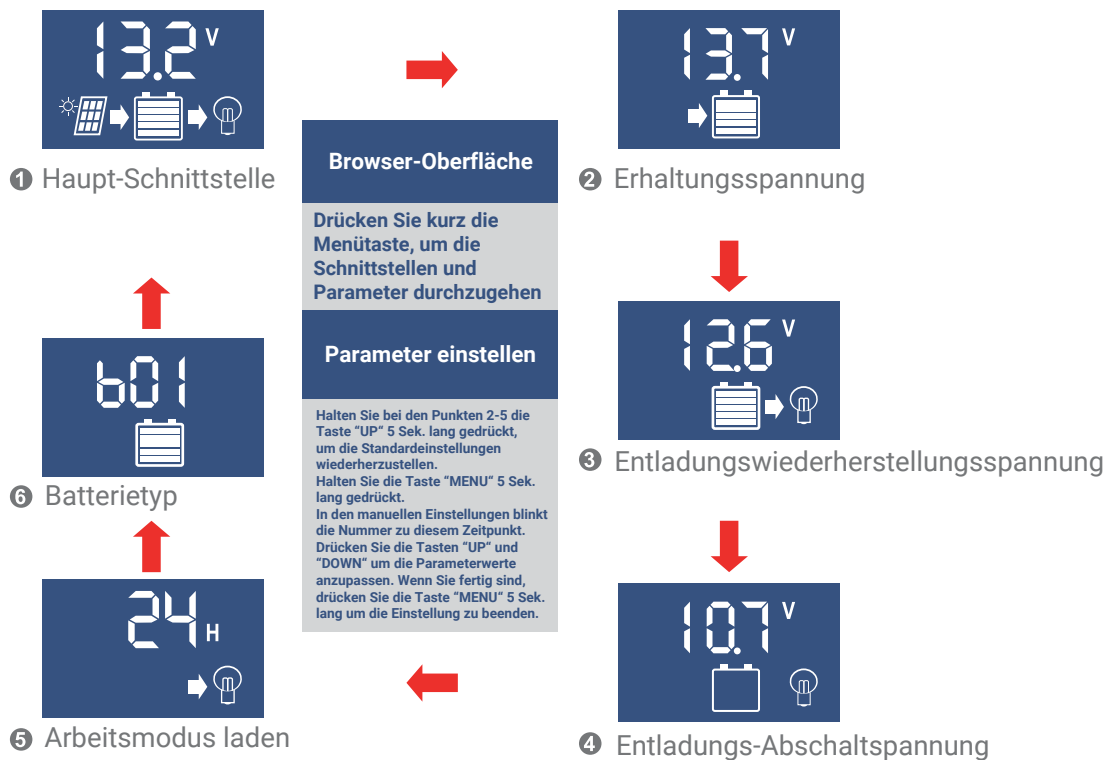 13.2 V
❶ Haupt-Schnittstelle
13.7 V
❷ Erhaltungsspannung
12.6 V
❸ Entladungswiederherstellungsspannung
10.7 V
❹ Entladungs-Abschaltspannung
24 H
❺ Arbeitsmodus laden
b01
❻ Batterietyp
Browser-Oberfläche
Drücken Sie kurz die
Menütaste, um die
Schnittstellen und
Parameter durchzugehen
Parameter einstellen
Halten Sie bei den Punkten 2-5 die
Taste “UP“ 5 Sek. lang gedrückt,
um die Standardeinstellungen
wiederherzustellen.
Halten Sie die Taste “MENU“ 5 Sek.
lang gedrückt.
In den manuellen Einstellungen blinkt
die Nummer zu diesem Zeitpunkt.
Drücken Sie die Tasten “UP“ und
“DOWN“ um die Parameterwerte
anzupassen. Wenn Sie fertig sind,
drücken Sie die Taste “MENU“ 5 Sek.
lang um die Einstellung zu beenden.